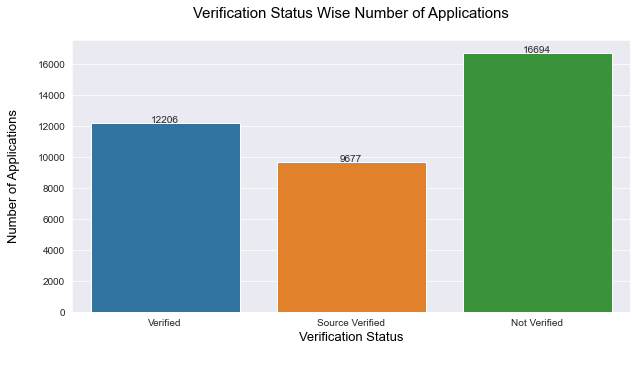 Verification Status Wise Number of Applications
16694
16000
14000
12206
12000
9677
10000
8000
6000
4000
2000
0
Number of Applications
Verified
Source Verified
Not Verified
Verification Status